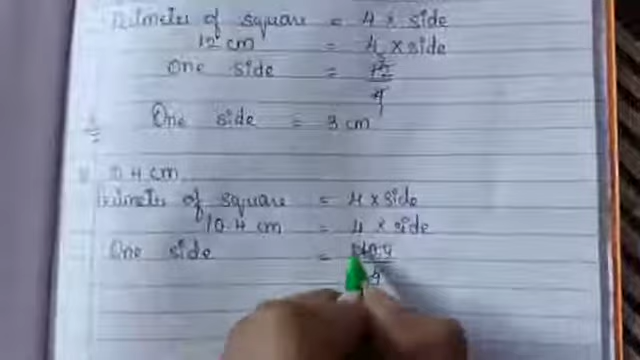 Perimeter of square = 4 × side
12 cm = 4 × side
One side = 12/4
One side = 3 cm
10.4 cm
Perimeter of square = 4 × side
10.4 cm = 4 × side
One side = 10.4/4